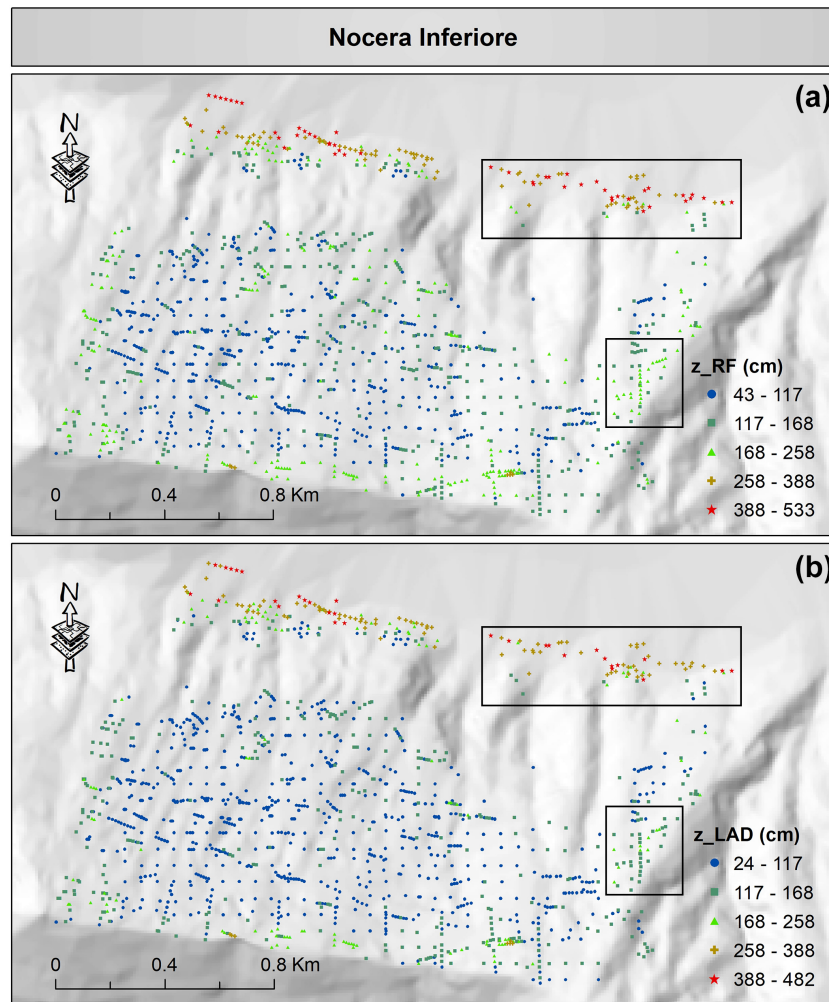 Nocera Inferiore
(a)
N
z_RF (cm)
43 - 117
117 - 168
168 - 258
258 - 388
388 - 533
0 0.4 0.8 Km
(b)
N
z_LAD (cm)
24 - 117
117 - 168
168 - 258
258 - 388
388 - 482
0 0.4 0.8 Km